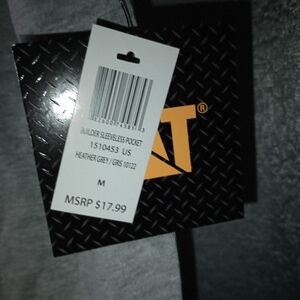 AT®
BUILDER SLEEVELESS POCKET
1510453 US
HEATHER GREY / GRIS 10122
M
MSRP $17.99